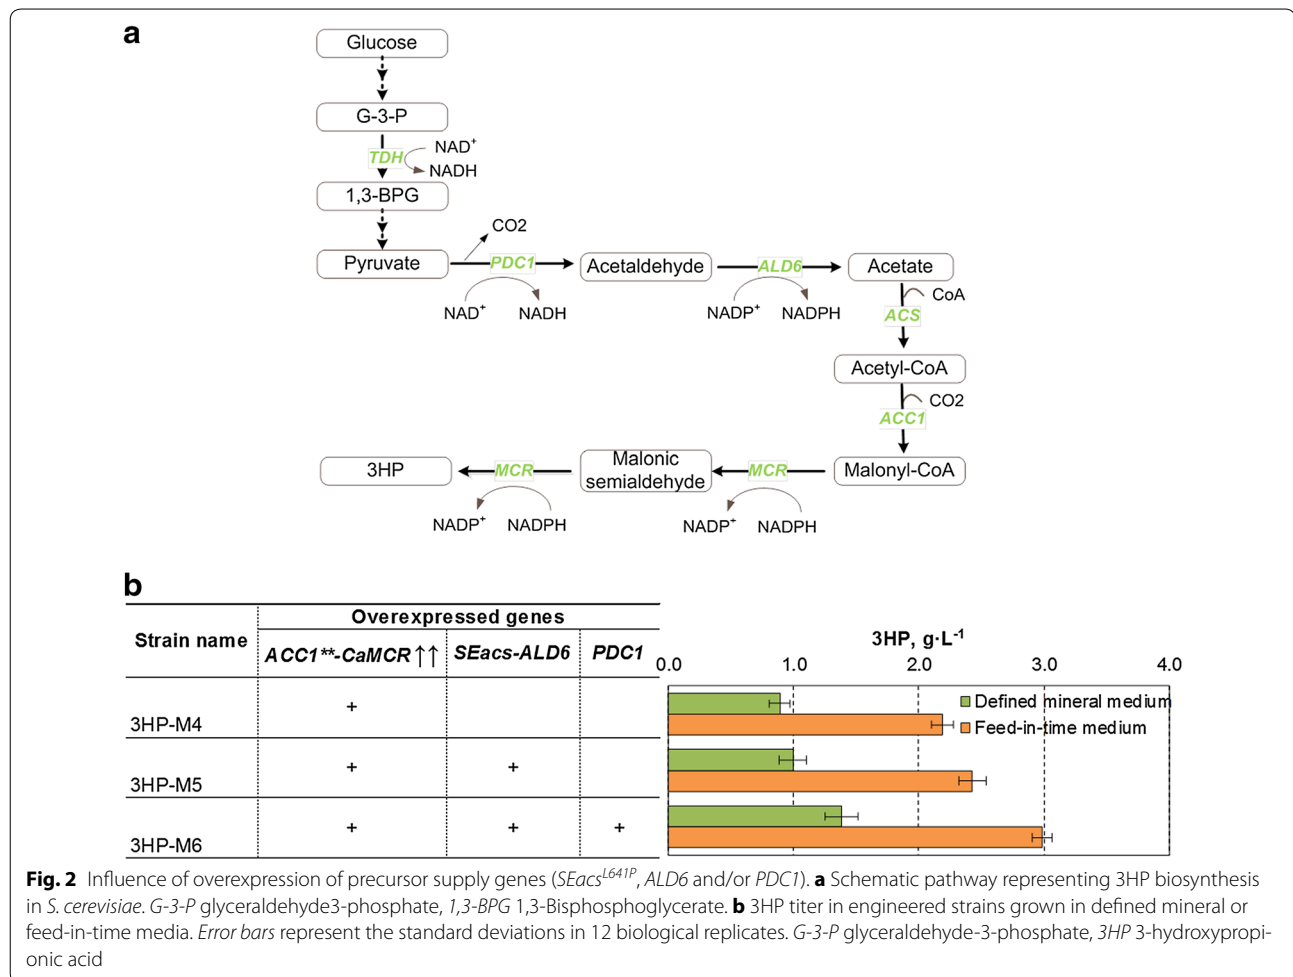 a
Glucose
G-3-P
TDH
NAD+
NADH
1,3-BPG
CO2
Pyruvate
PDC1
Acetaldehyde
ALD6
Acetate
NAD+
NADH
NADP+
NADPH
CoA
ACS
Acetyl-CoA
CO2
ACC1
3HP
MCR
Malonic
semialdehyde
MCR
Malonyl-CoA
NADP+
NADPH
NADP+
NADPH
b
Strain name
Overexpressed genes
ACC1**-CaMCR↑↑
SEacs-ALD6
PDC1
3HP, g·L-1
0.0 1.0 2.0 3.0 4.0
3HP-M4 +
Defined mineral medium
Feed-in-time medium
3HP-M5 + +
3HP-M6 + + +
Fig. 2 Influence of overexpression of precursor supply genes (SEacsL641P, ALD6 and/or PDC1). a Schematic pathway representing 3HP biosynthesis
in S. cerevisiae. G-3-P glyceraldehyde3-phosphate, 1,3-BPG 1,3-Bisphosphoglycerate. b 3HP titer in engineered strains grown in defined mineral or
feed-in-time media. Error bars represent the standard deviations in 12 biological replicates. G-3-P glyceraldehyde-3-phosphate, 3HP 3-hydroxypropi-
onic acid